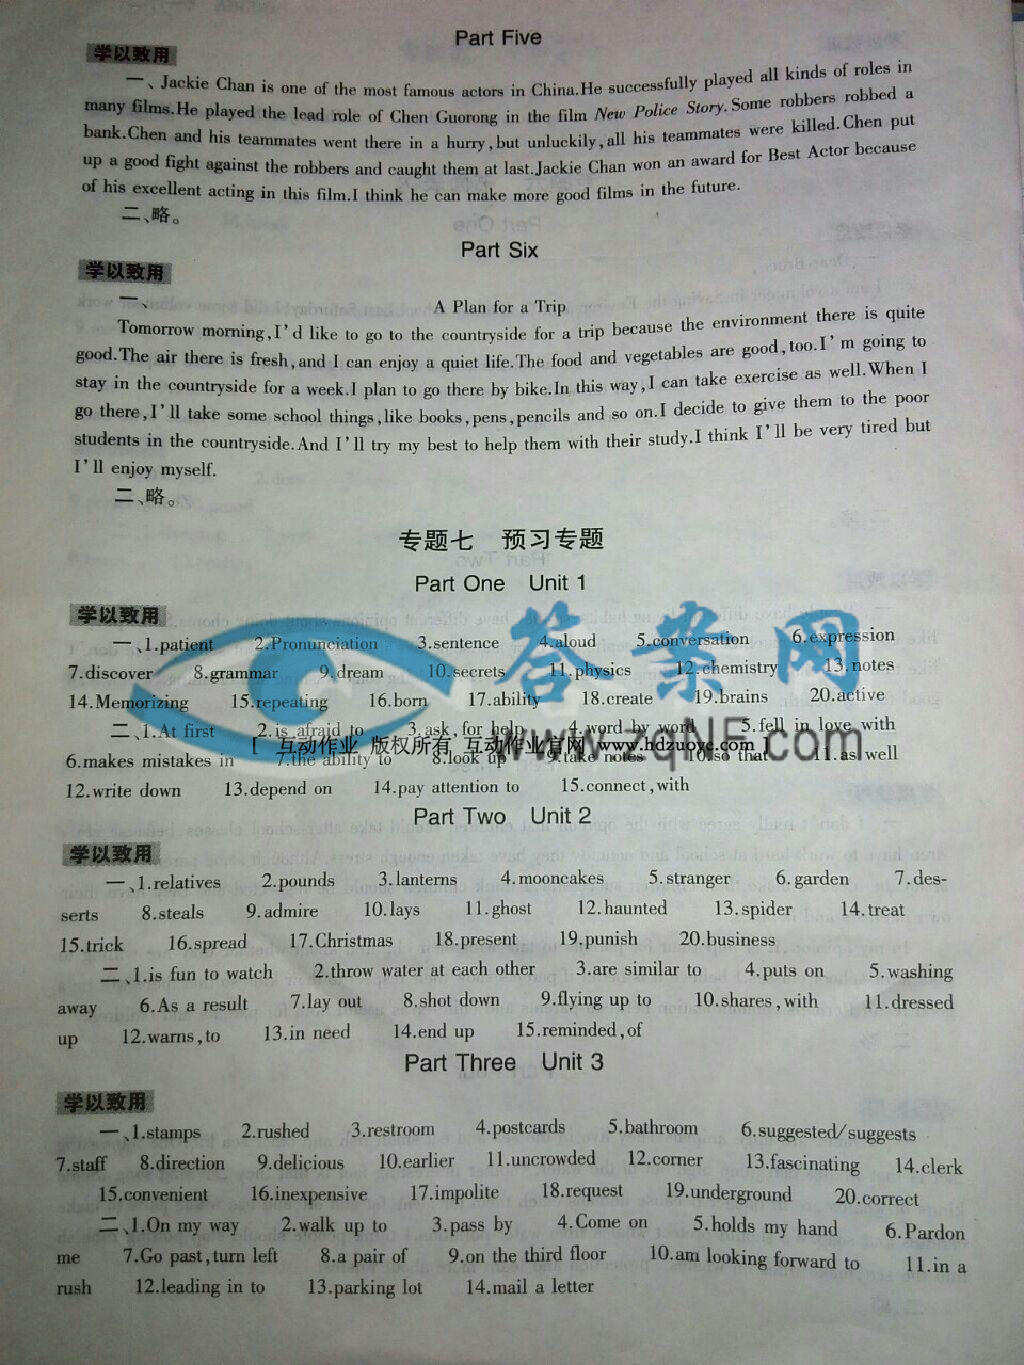 Part Five
学以致用
一、Jackie Chan is one of the most famous actors in China.He successfully played all kinds of roles in
many films.He played the lead role of Chen Guorong in the film New Police Story.Some robbers robbed a
bank.Chen and his teammates went there in a hurry,but unluckily,all his teammates were killed.Chen put
up a good fight against the robbers and caught them at last.Jackie Chan won an award for Best Actor because
of his excellent acting in this film.I think he can make more good films in the future.
二、略。
Part Six
学以致用
一、
A Plan for a Trip
Tomorrow morning,I'd like to go to the countryside for a trip because the environment there is quite
good.The air there is fresh,and I can enjoy a quiet life.The food and vegetables are good,too.I'm going to
stay in the countryside for a week.I plan to go there by bike.In this way,I can take exercise as well.When I
go there,I'll take some school things,like books,pens,pencils and so on.I decide to give them to the poor
students in the countryside.And I'll try my best to help them with their study.I think I'll be very tired but
I'll enjoy myself.
二、略。
专题七 预习专题
Part One Unit 1
学以致用
一、1.patient 2.Pronunciation 3.sentence 4.aloud 5.conversation 6.expression
7.discover 8.grammar 9.dream 10.secrets 11.physics 12.chemistry 13.notes
14.Memorizing 15.repeating 16.born 17.ability 18.create 19.brains 20.active
二、1.At first 2.is afraid to 3.ask,for help 4.word by word 5.fell in love with
[ 互动作业 版权所有 互动作业官网 www.hdzuoye.com ]
答案网
www.zqNF.com
6.makes mistakes in 7.the ability to 8.look up 9.take notes 10.so that 11.as well
12.write down 13.depend on 14.pay attention to 15.connect,with
Part Two Unit 2
学以致用
一、1.relatives 2.pounds 3.lanterns 4.mooncakes 5.stranger 6.garden 7.des-
serts 8.steals 9.admire 10.lays 11.ghost 12.haunted 13.spider 14.treat
15.trick 16.spread 17.Christmas 18.present 19.punish 20.business
二、1.is fun to watch 2.throw water at each other 3.are similar to 4.puts on 5.washing
away 6.As a result 7.lay out 8.shot down 9.flying up to 10.shares,with 11.dressed
up 12.warns,to 13.in need 14.end up 15.reminded,of
Part Three Unit 3
学以致用
一、1.stamps 2.rushed 3.restroom 4.postcards 5.bathroom 6.suggested/suggests
7.staff 8.direction 9.delicious 10.earlier 11.uncrowded 12.corner 13.fascinating 14.clerk
15.convenient 16.inexpensive 17.impolite 18.request 19.underground 20.correct
二、1.On my way 2.walk up to 3.pass by 4.Come on 5.holds my hand 6.Pardon
me 7.Go past,turn left 8.a pair of 9.on the third floor 10.am looking forward to 11.in a
rush 12.leading in to 13.parking lot 14.mail a letter